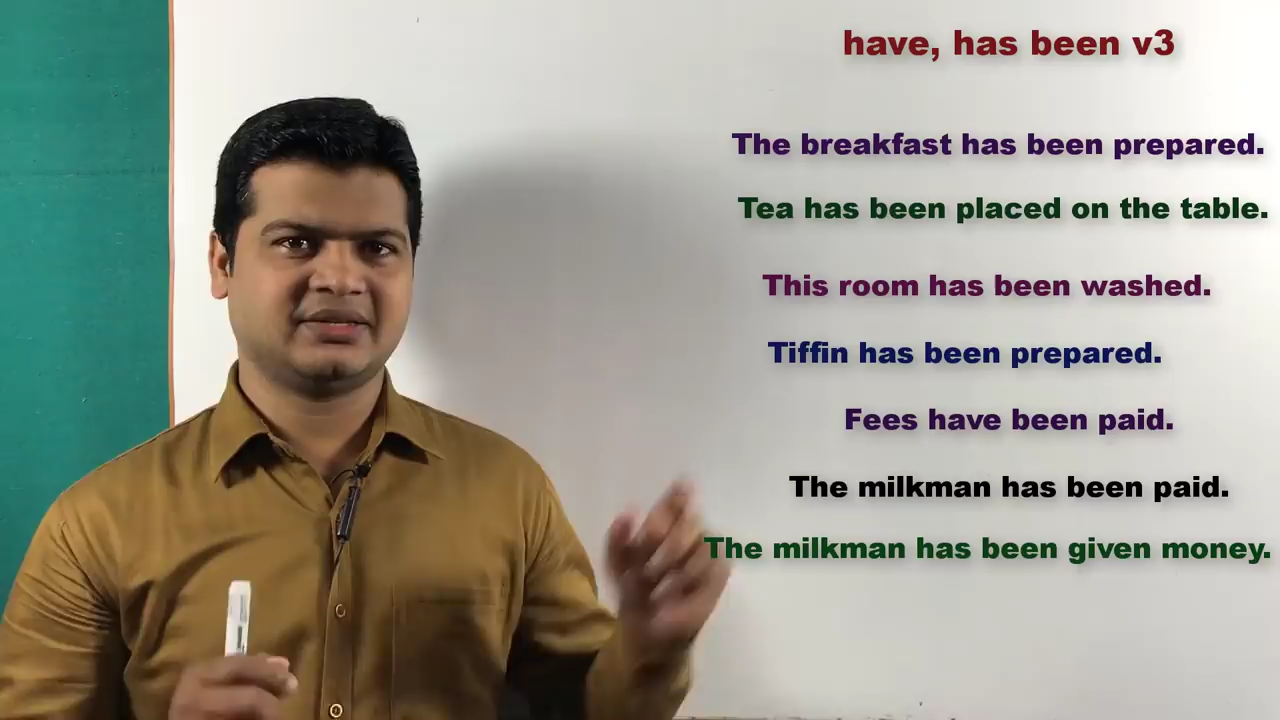 have, has been v3
The breakfast has been prepared.
Tea has been placed on the table.
This room has been washed.
Tiffin has been prepared.
Fees have been paid.
The milkman has been paid.
The milkman has been given money.